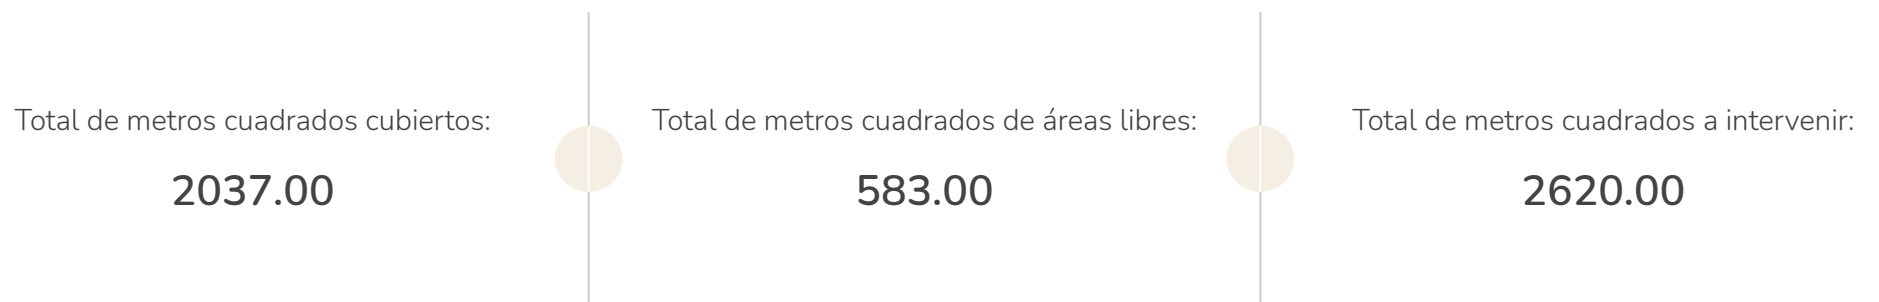 Total de metros cuadrados cubiertos:
2037.00
Total de metros cuadrados de áreas libres:
583.00
Total de metros cuadrados a intervenir:
2620.00